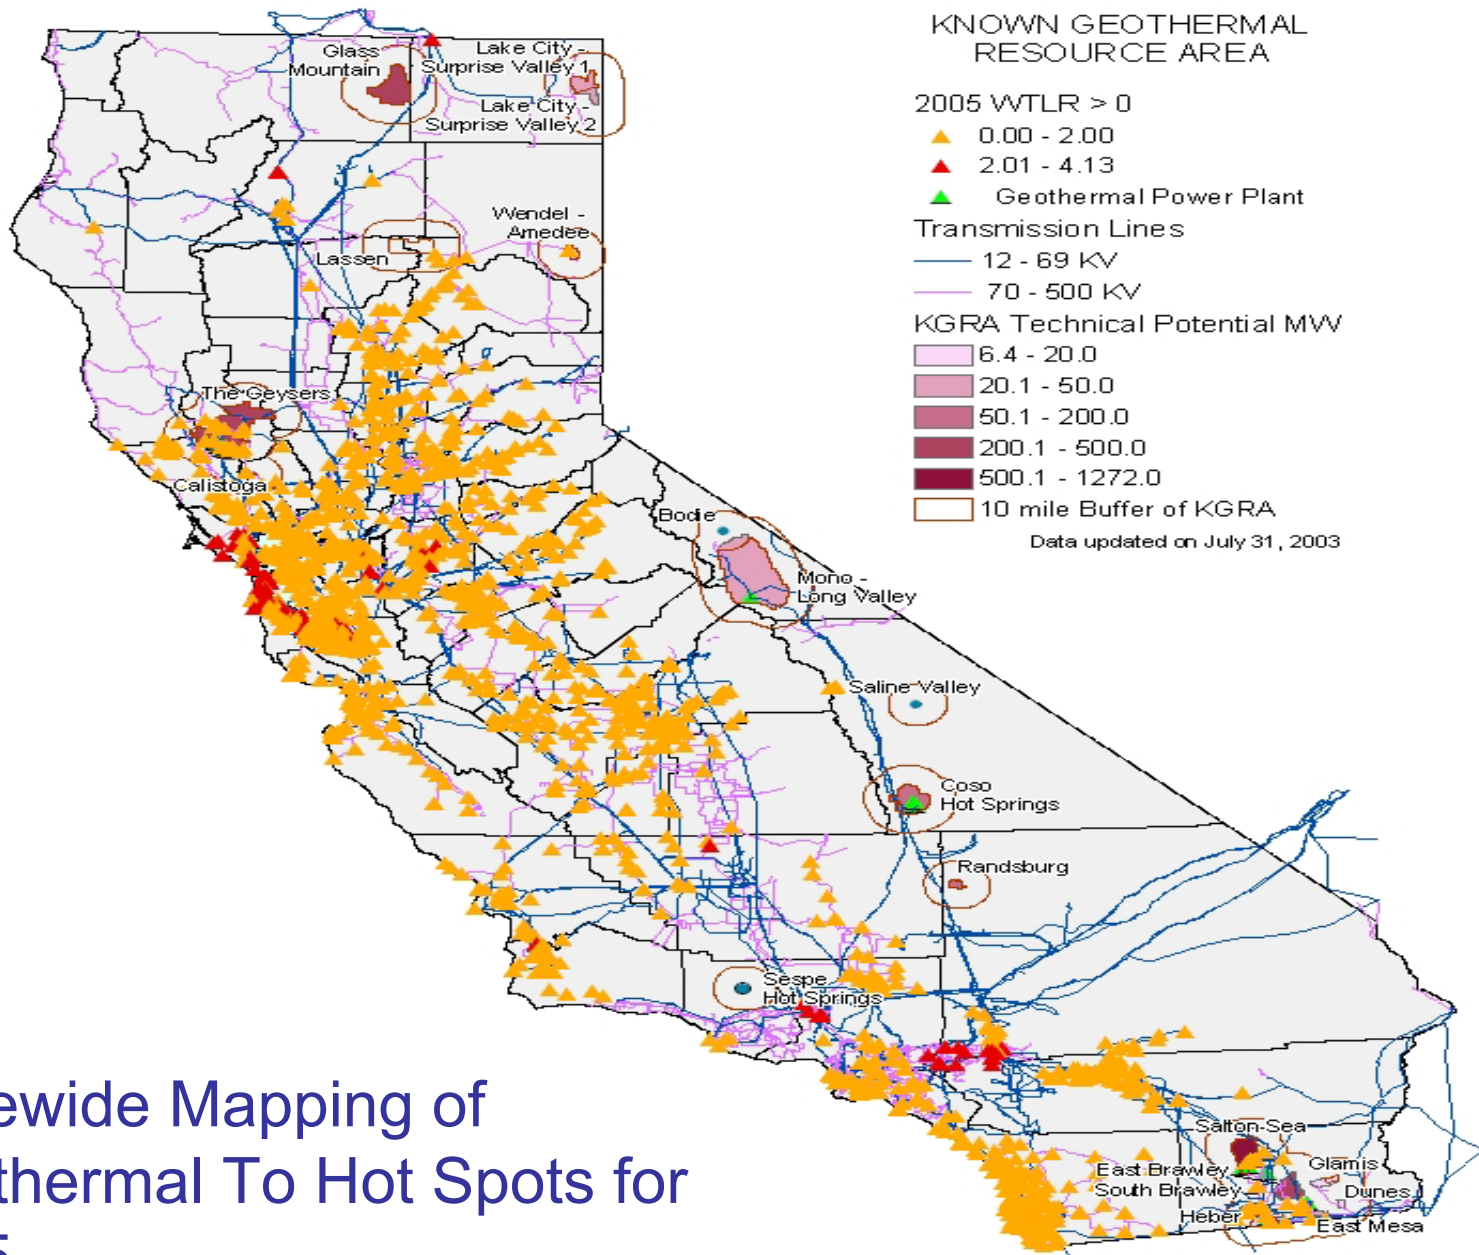 KNOWN GEOTHERMAL
RESOURCE AREA
2005 WTLR > 0
0.00 - 2.00
2.01 - 4.13
Geothermal Power Plant
Transmission Lines
12 - 69 KV
70 - 500 KV
KGRA Technical Potential MW
6.4 - 20.0
20.1 - 50.0
50.1 - 200.0
200.1 - 500.0
500.1 - 1272.0
10 mile Buffer of KGRA
Data updated on July 31, 2003
Glass
Mountain
Lake City -
Surprise Valley 1
Lake City -
Surprise Valley 2
Wendel -
Amedee
Lassen
The Geysers
Calistoga
Bodie
Mono -
Long Valley
Saline Valley
Coso
Hot Springs
Randsburg
Sespe
Hot Springs
Salton Sea
East Brawley
South Brawley
Glamis
Dunes
Heber
East Mesa
ewide Mapping of
thermal To Hot Spots for